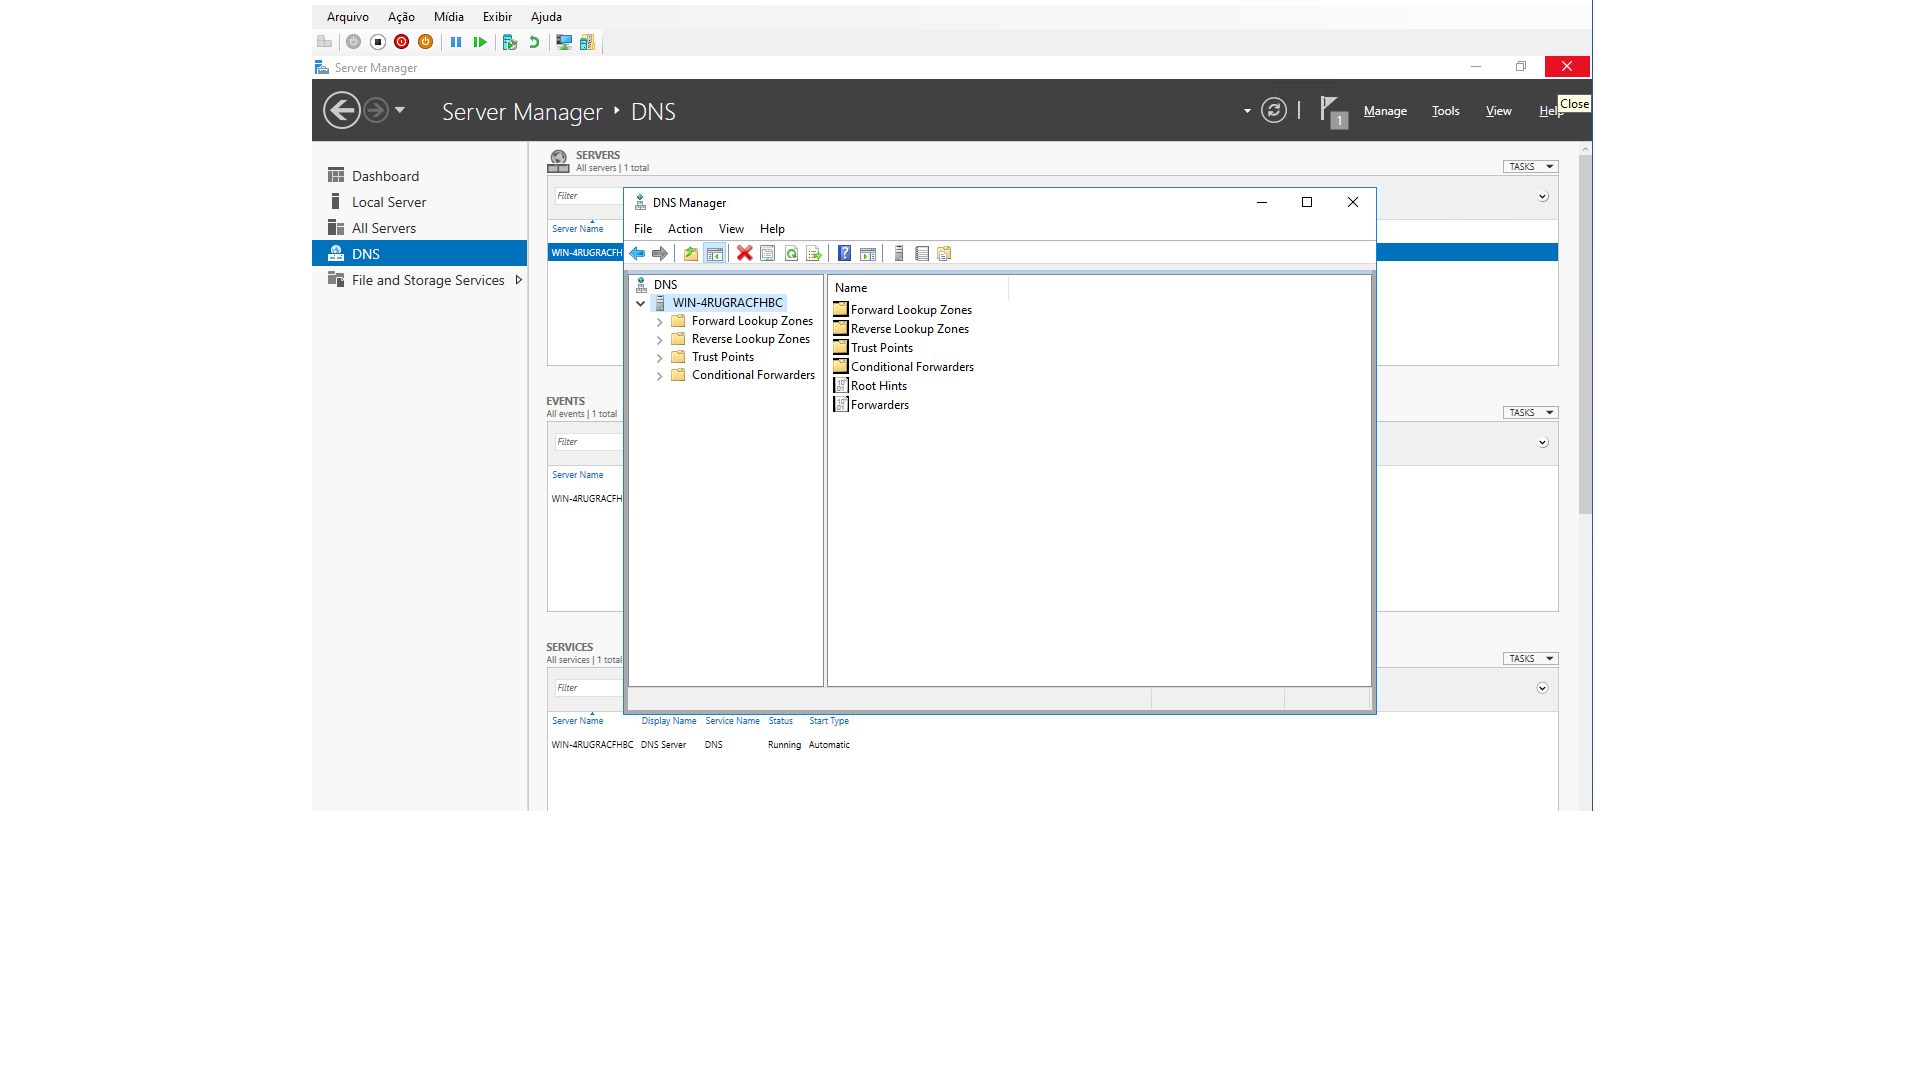 Arquivo Ação Mídia Exibir Ajuda
Server Manager
Server Manager DNS
1
Manage Tools View Help
Close
Dashboard
Local Server
All Servers
DNS
File and Storage Services
SERVERS
All servers | 1 total
TASKS
Filter
Server Name
WIN-4RUGRACFH
DNS Manager
File Action View Help
DNS
WIN-4RUGRACFHBC
Forward Lookup Zones
Reverse Lookup Zones
Trust Points
Conditional Forwarders
Name
Forward Lookup Zones
Reverse Lookup Zones
Trust Points
Conditional Forwarders
Root Hints
Forwarders
EVENTS
All events | 1 total
TASKS
Filter
Server Name
WIN-4RUGRACFH
SERVICES
All services | 1 total
TASKS
Filter
Server Name Display Name Service Name Status Start Type
WIN-4RUGRACFHBC DNS Server DNS Running Automatic